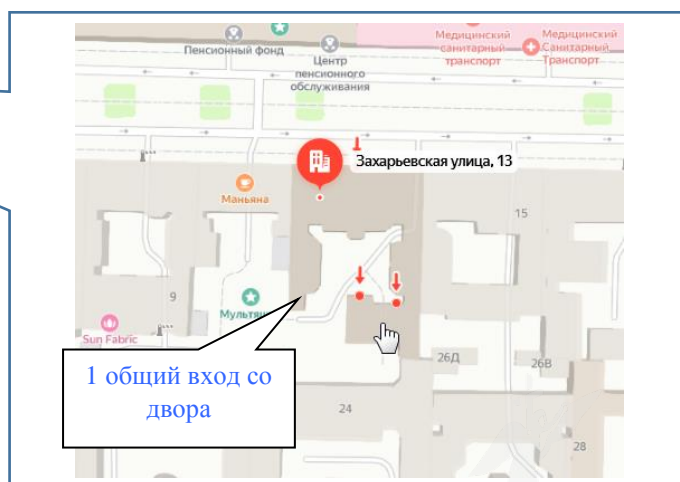 Пенсионный фонд
Центр
пенсионного
обслуживания
Медицинский
санитарный
транспорт
Медицинский
Санитарный
Транспорт
Захарьевская улица, 13
Маньяна
15
9
Sun Fabric
26Д
26В
1 общий вход со
двора
24
28